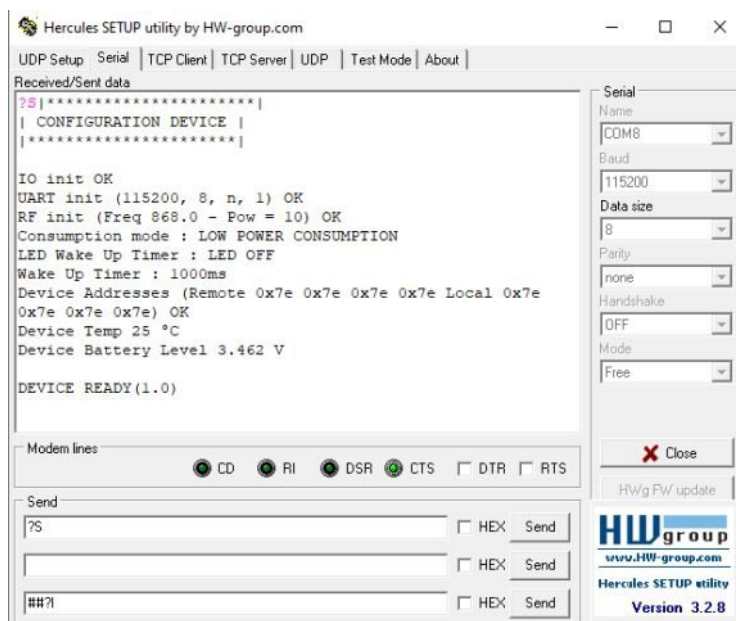 Hercules SETUP utility by HW-group.com
UDP Setup Serial TCP Client TCP Server UDP Test Mode About
Received/Sent data
?S|**********************|
| CONFIGURATION DEVICE |
|**********************|
IO init OK
UART init (115200, 8, n, 1) OK
RF init (Freq 868.0 - Pow = 10) OK
Consumption mode : LOW POWER CONSUMPTION
LED Wake Up Timer : LED OFF
Wake Up Timer : 1000ms
Device Addresses (Remote 0x7e 0x7e 0x7e 0x7e Local 0x7e
0x7e 0x7e 0x7e) OK
Device Temp 25 °C
Device Battery Level 3.462 V
DEVICE READY(1.0)
Serial
Name
COM8
Baud
115200
Data size
8
Parity
none
Handshake
OFF
Mode
Free
Modem lines
CD RI DSR CTS DTR RTS
Close
HWg FW update
Send
?S HEX Send
HEX Send
##?I HEX Send
HWgroup
www.HW-group.com
Hercules SETUP utility
Version 3.2.8